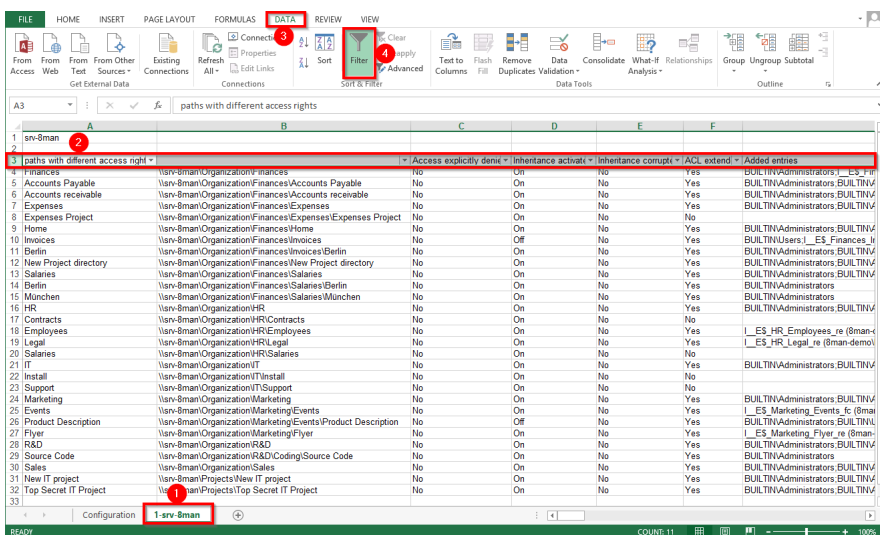 FILE HOME INSERT PAGE LAYOUT FORMULAS DATA REVIEW VIEW
3
From Access From Web From Text From Other Sources Existing Connections Refresh All Properties Edit Links Sort Filter Clear Advanced Text to Columns Flash Fill Remove Duplicates Data Validation Consolidate What-If Analysis Relationships Group Ungroup Subtotal
4
Get External Data Connections Sort & Filter Data Tools Outline
A3 fx paths with different access rights
A B C D E F
1 srv-8man
2
2
3 paths with different access right Access explicitly denie Inheritance activate Inheritance corrupte ACL extend Added entries
4 Finances \\srv-8man\Organization\Finances No On No Yes BUILTIN\Administrators;l__E$_Fin
5 Accounts Payable \\srv-8man\Organization\Finances\Accounts Payable No On No Yes BUILTIN\Administrators;BUILTIN\A
6 Accounts receivable \\srv-8man\Organization\Finances\Accounts receivable No On No Yes BUILTIN\Administrators;BUILTIN\A
7 Expenses \\srv-8man\Organization\Finances\Expenses No On No Yes BUILTIN\Administrators;BUILTIN\A
8 Expenses Project \\srv-8man\Organization\Finances\Expenses\Expenses Project No On No No
9 Home \\srv-8man\Organization\Finances\Home No On No Yes BUILTIN\Administrators;BUILTIN\A
10 Invoices \\srv-8man\Organization\Finances\Invoices No Off No Yes BUILTIN\Users;l__E$_Finances_In
11 Berlin \\srv-8man\Organization\Finances\Invoices\Berlin No On No Yes BUILTIN\Administrators;BUILTIN\A
12 New Project directory \\srv-8man\Organization\Finances\New Project directory No On No Yes BUILTIN\Administrators;BUILTIN\A
13 Salaries \\srv-8man\Organization\Finances\Salaries No On No Yes BUILTIN\Administrators;BUILTIN\A
14 Berlin \\srv-8man\Organization\Finances\Salaries\Berlin No On No Yes BUILTIN\Administrators
15 München \\srv-8man\Organization\Finances\Salaries\München No On No Yes BUILTIN\Administrators
16 HR \\srv-8man\Organization\HR No On No Yes BUILTIN\Administrators;BUILTIN\A
17 Contracts \\srv-8man\Organization\HR\Contracts No On No No
18 Employees \\srv-8man\Organization\HR\Employees No On No Yes l__E$_HR_Employees_re (8man-demo
19 Legal \\srv-8man\Organization\HR\Legal No On No Yes l__E$_HR_Legal_re (8man-demo\
20 Salaries \\srv-8man\Organization\HR\Salaries No On No No
21 IT \\srv-8man\Organization\IT No On No Yes BUILTIN\Administrators;BUILTIN\A
22 Install \\srv-8man\Organization\IT\Install No On No No
23 Support \\srv-8man\Organization\IT\Support No On No No
24 Marketing \\srv-8man\Organization\Marketing No On No Yes BUILTIN\Administrators;BUILTIN\A
25 Events \\srv-8man\Organization\Marketing\Events No On No Yes l__E$_Marketing_Events_fc (8mar
26 Product Description \\srv-8man\Organization\Marketing\Events\Product Description No Off No Yes BUILTIN\Administrators;BUILTIN\U
27 Flyer \\srv-8man\Organization\Marketing\Flyer No On No Yes l__E$_Marketing_Flyer_re (8man-
28 R&D \\srv-8man\Organization\R&D No On No Yes BUILTIN\Administrators;BUILTIN\A
29 Source Code \\srv-8man\Organization\R&D\Coding\Source Code No On No Yes BUILTIN\Administrators
30 Sales \\srv-8man\Organization\Sales No On No Yes BUILTIN\Administrators;BUILTIN\A
31 New IT project \\srv-8man\Projects\New IT project No On No Yes BUILTIN\Administrators;BUILTIN\A
32 Top Secret IT Project \\srv-8man\Projects\Top Secret IT Project No On No Yes BUILTIN\Administrators;BUILTIN\A
33
1
Configuration 1-srv-8man
READY COUNT: 11 100%